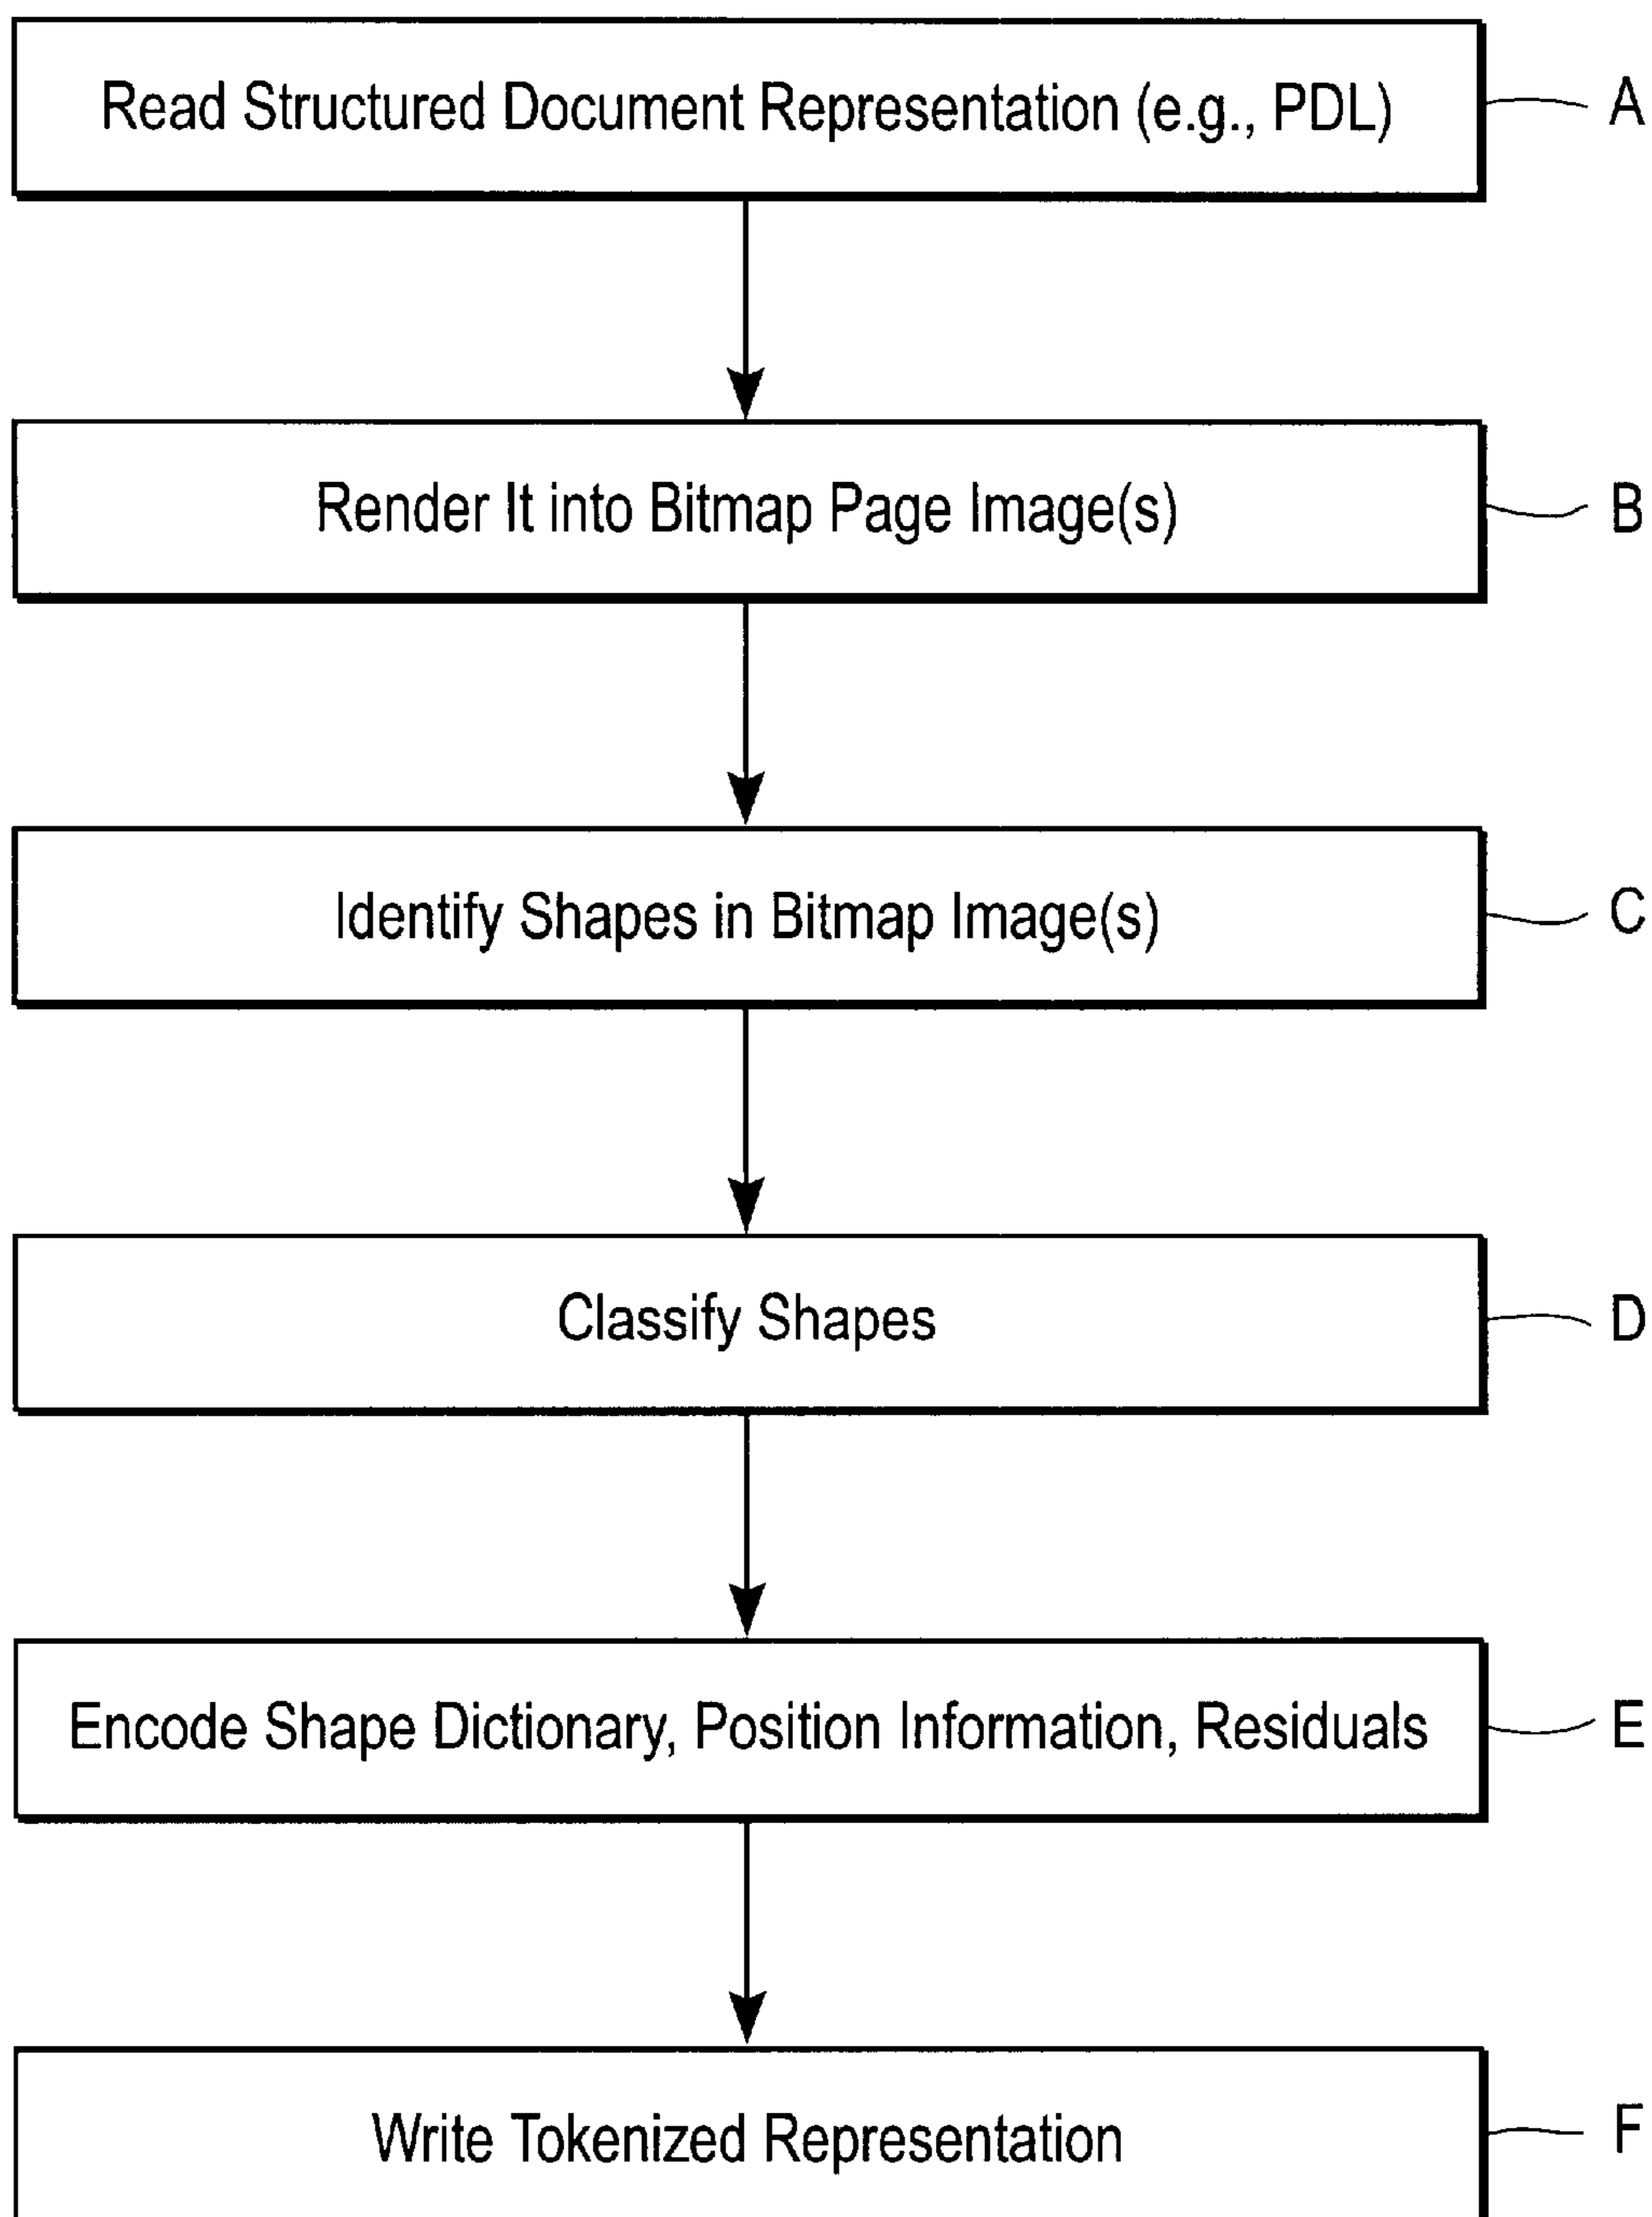 Read Structured Document Representation (e.g., PDL)
A
Render It into Bitmap Page Image(s)
B
Identify Shapes in Bitmap Image(s)
C
Classify Shapes
D
Encode Shape Dictionary, Position Information, Residuals
E
Write Tokenized Representation
F